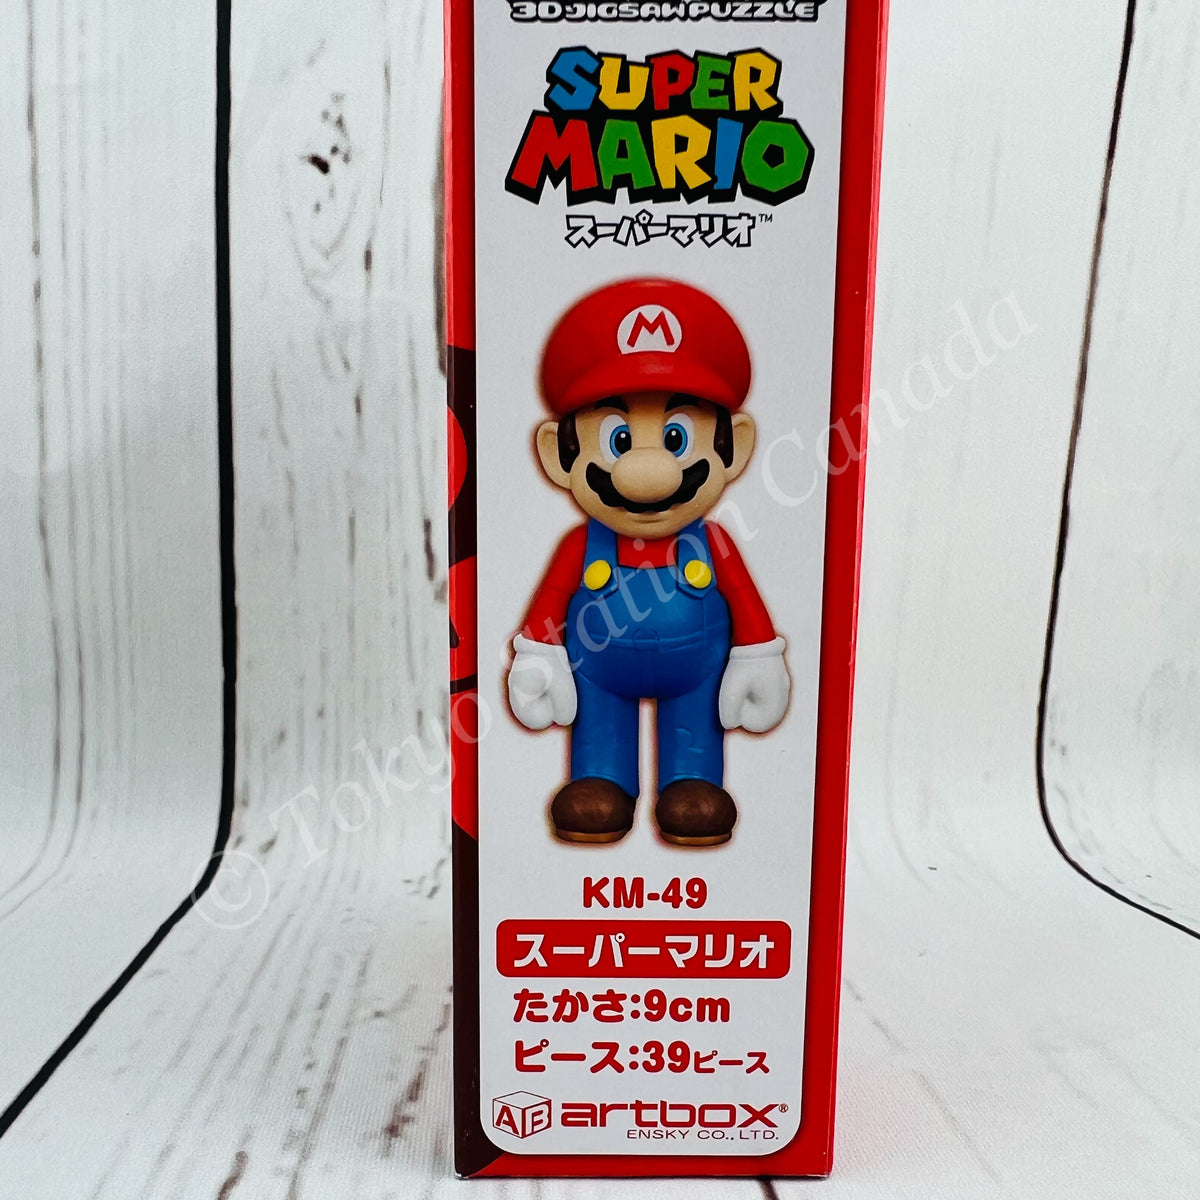 3D JIGSAW PUZZLE
SUPER
MARIO
スーパーマリオ™
M
© Tokyo Station Canada
KM-49
スーパーマリオ
たかさ:9cm
ピース:39ピース
AB artbox®
ENSKY CO., LTD.